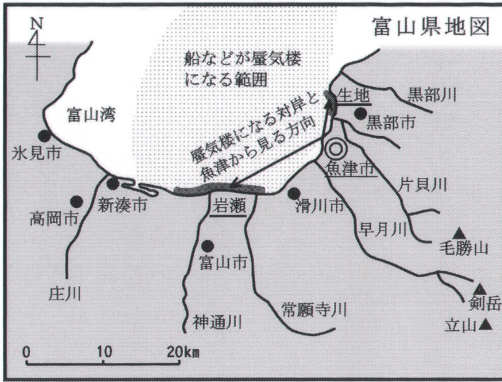 富山県地図
N
船などが蜃気楼
になる範囲
富山湾
蜃気楼になる対岸と
魚津から見る方向
生地
黒部川
黒部市
魚津市
氷見市
高岡市
新湊市
岩瀬
滑川市
片貝川
早月川
毛勝山
富山市
庄川
神通川
常願寺川
剣岳
立山
0 10 20km